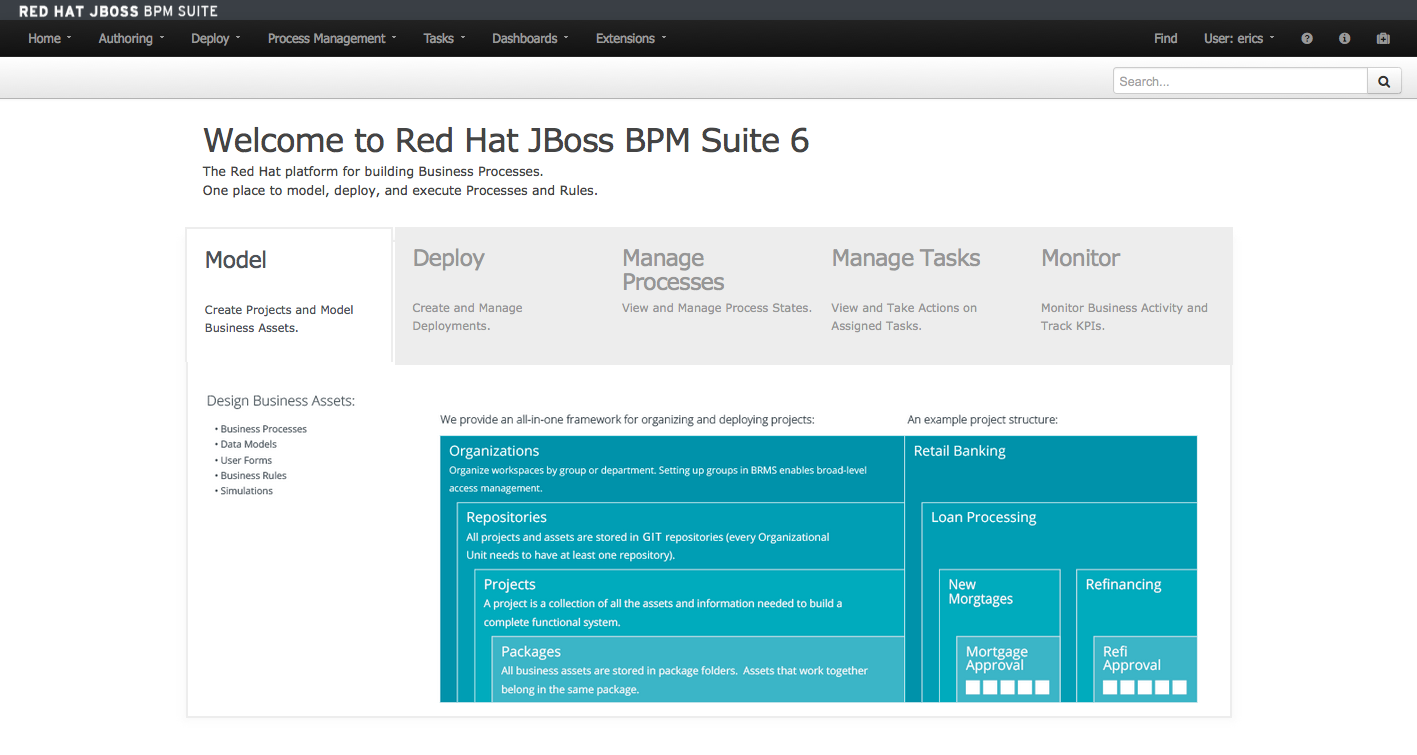 RED HAT JBOSS BPM SUITE
Home Authoring Deploy Process Management Tasks Dashboards Extensions Find User: erics
Search...
Welcome to Red Hat JBoss BPM Suite 6
The Red Hat platform for building Business Processes.
One place to model, deploy, and execute Processes and Rules.
Model
Create Projects and Model
Business Assets.
Deploy
Create and Manage
Deployments.
Manage
Processes
View and Manage Process States.
Manage Tasks
View and Take Actions on
Assigned Tasks.
Monitor
Monitor Business Activity and
Track KPIs.
Design Business Assets:
• Business Processes
• Data Models
• User Forms
• Business Rules
• Simulations
We provide an all-in-one framework for organizing and deploying projects:
Organizations
Organize workspaces by group or department. Setting up groups in BRMS enables broad-level
access management.
Repositories
All projects and assets are stored in GIT repositories (every Organizational
Unit needs to have at least one repository).
Projects
A project is a collection of all the assets and information needed to build a
complete functional system.
Packages
All business assets are stored in package folders. Assets that work together
belong in the same package.
An example project structure:
Retail Banking
Loan Processing
New
Morgtages
Mortgage
Approval
Refinancing
Refi
Approval